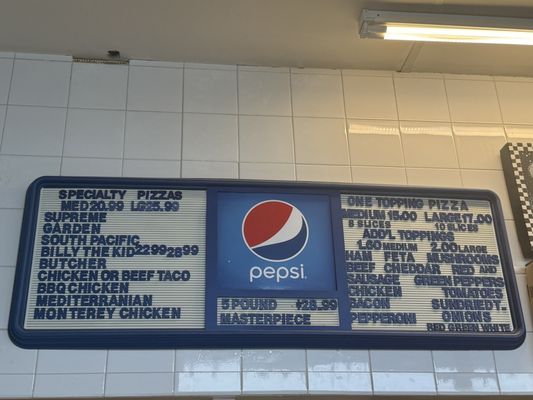 SPECIALTY PIZZAS
MED 20.99 LG 25.99
SUPREME
GARDEN
SOUTH PACIFIC
BILLY THE KID 22.99 28.99
BUTCHER
CHICKEN OR BEEF TACO
BBQ CHICKEN
MEDITERRANIAN
MONTEREY CHICKEN
pepsi
5 POUND $28.99
MASTERPIECE
ONE TOPPING PIZZA
MEDIUM 15.00 LARGE 17.00
8 SLICES 10 SLICES
ADD'L TOPPINGS
1.60 MEDIUM 2.00 LARGE
HAM FETA MUSHROOMS
BEEF CHEDDAR RED AND
SAUSAGE GREEN PEPPERS
CHICKEN TOMATOES
BACON SUNDRIED TOM
PEPPERONI ONIONS
RED GREEN WHITE